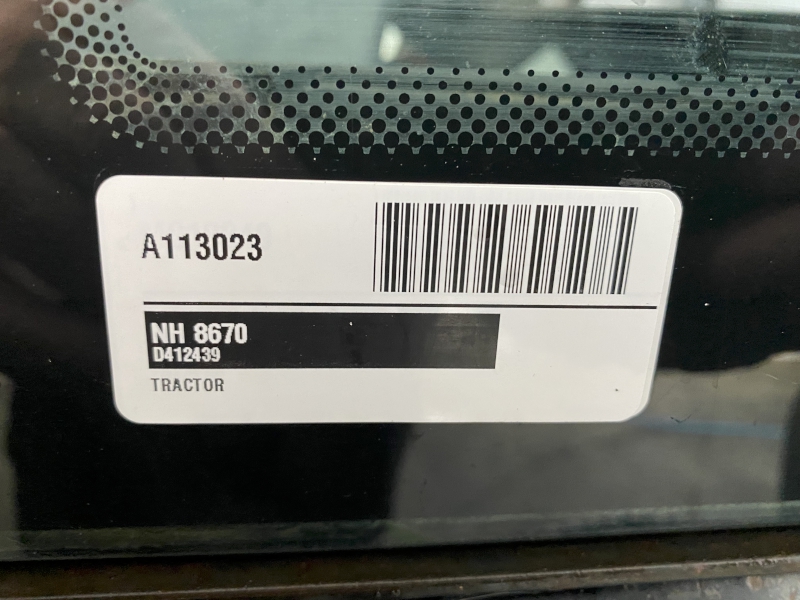 A113023
NH 8670
D412439
TRACTOR